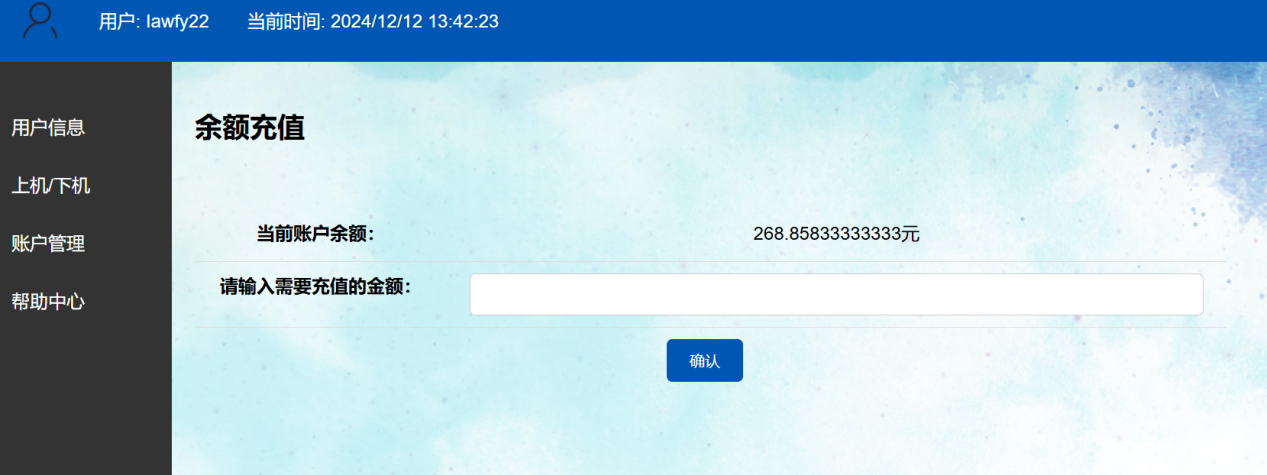 用户: lawfy22 当前时间: 2024/12/12 13:42:23
用户信息
上机/下机
账户管理
帮助中心
余额充值
当前账户余额： 268.85833333333元
请输入需要充值的金额：
确认